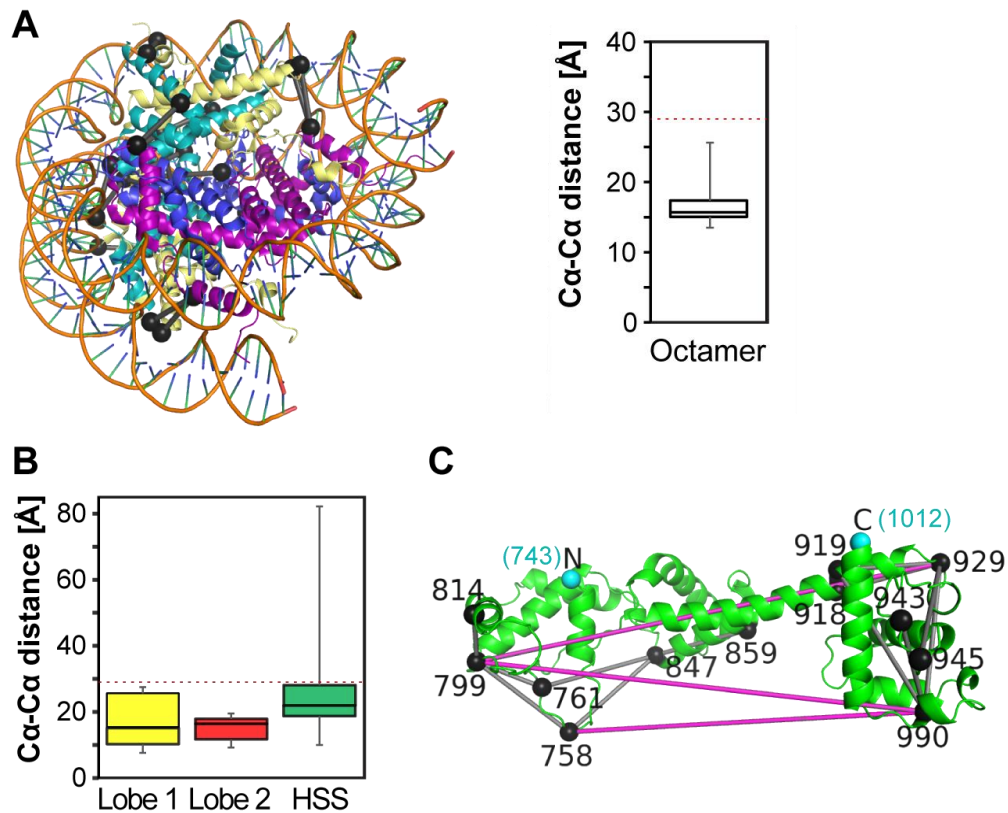 A
Cα-Cα distance [Å]
40
30
20
10
0
Octamer
B
Cα-Cα distance [Å]
80
60
40
20
0
Lobe 1 Lobe 2 HSS
C
(743) N
C (1012)
919
929
814
943
918
945
859
847
799
761
990
758